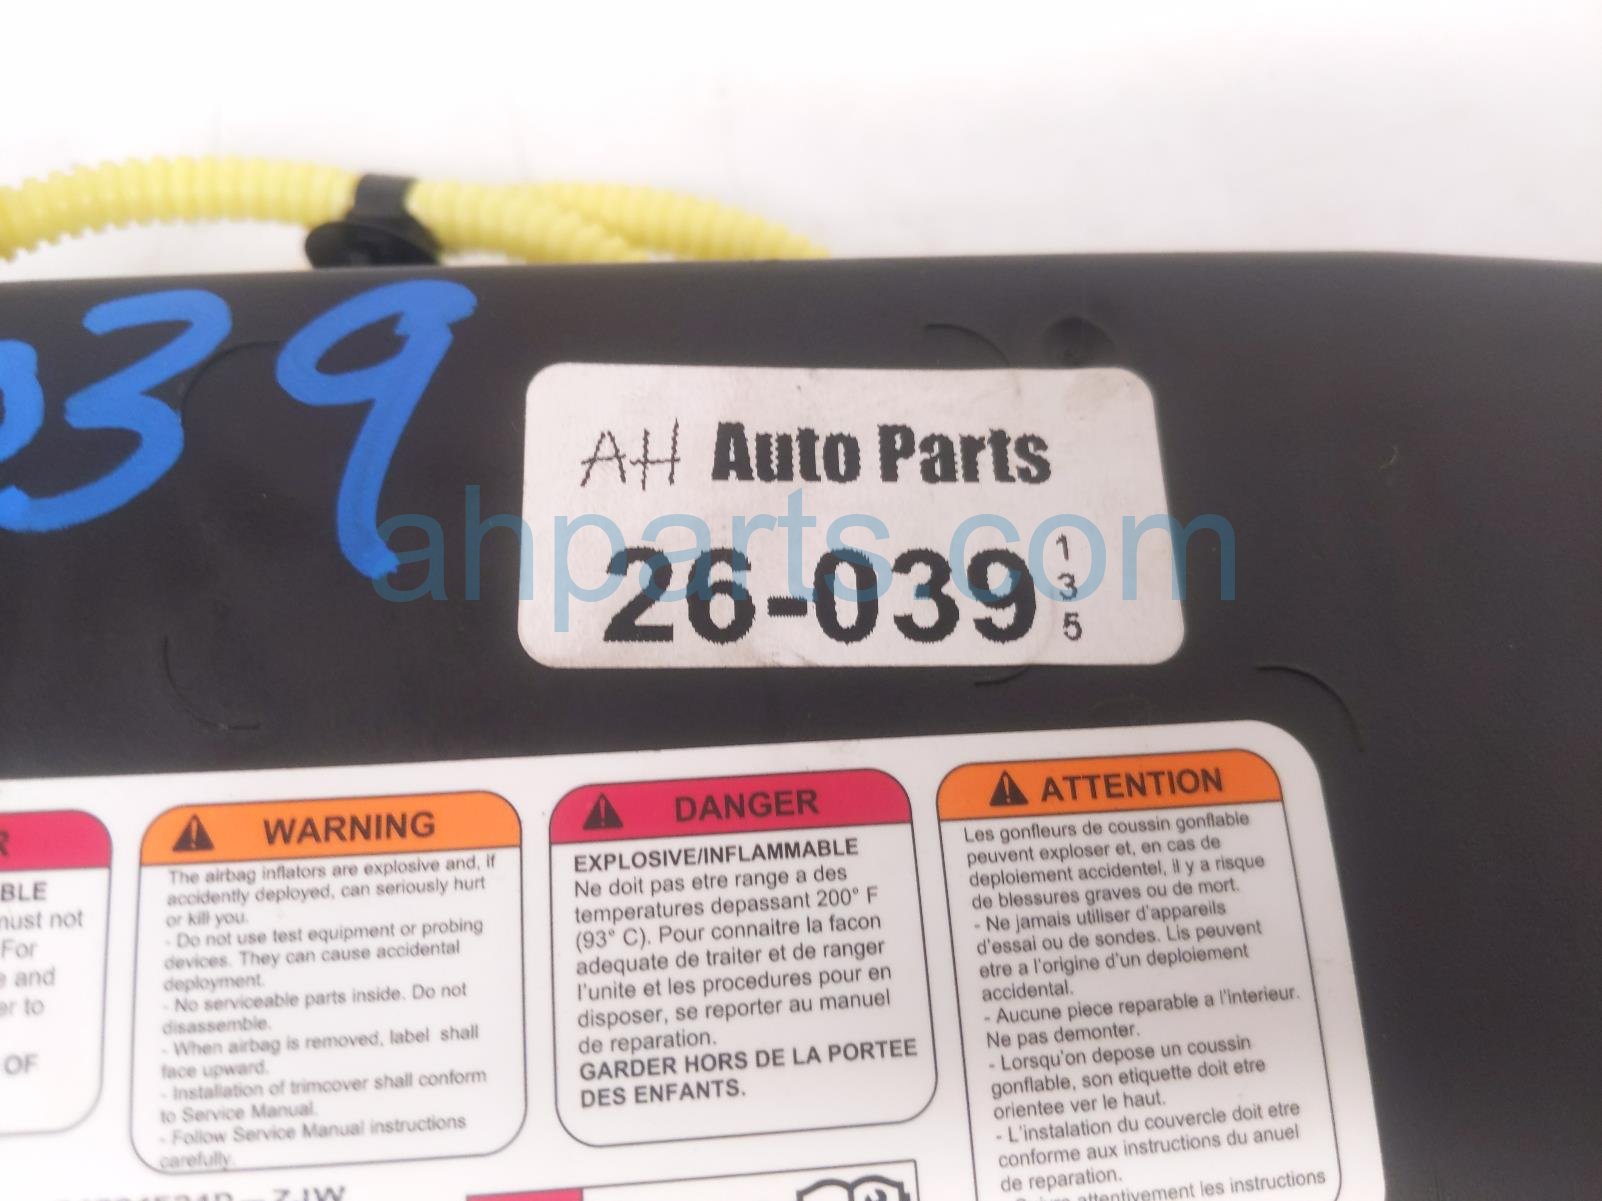 039
AH Auto Parts
26-039
1
3
5
ahparts.com
BLE
must not
For
and
er to
OF
WARNING
The airbag inflators are explosive and, if
accidently deployed, can seriously hurt
or kill you.
- Do not use test equipment or probing
devices. They can cause accidental
deployment.
- No serviceable parts inside. Do not
disassemble.
- When airbag is removed, label shall
face upward.
- Installation of trimcover shall conform
to Service Manual.
- Follow Service Manual instructions
carefully.
DANGER
EXPLOSIVE/INFLAMMABLE
Ne doit pas etre range a des
temperatures depassant 200° F
(93° C). Pour connaitre la facon
adequate de traiter et de ranger
l'unite et les procedures pour en
disposer, se reporter au manuel
de reparation.
GARDER HORS DE LA PORTEE
DES ENFANTS.
ATTENTION
Les gonfleurs de coussin gonflable
peuvent exploser et, en cas de
deploiement accidentel, il y a risque
de blessures graves ou de mort.
- Ne jamais utiliser d'appareils
d'essai ou de sondes. Lis peuvent
etre a l'origine d'un deploiement
accidental.
- Aucune piece reparable a l'interieur.
Ne pas demonter.
- Lorsqu'on depose un coussin
gonflable, son etiquette doit etre
orientee ver le haut.
- L'instalation du couvercle doit etre
conforme aux instructions du anuel
de reparation.
attentivement les instructions